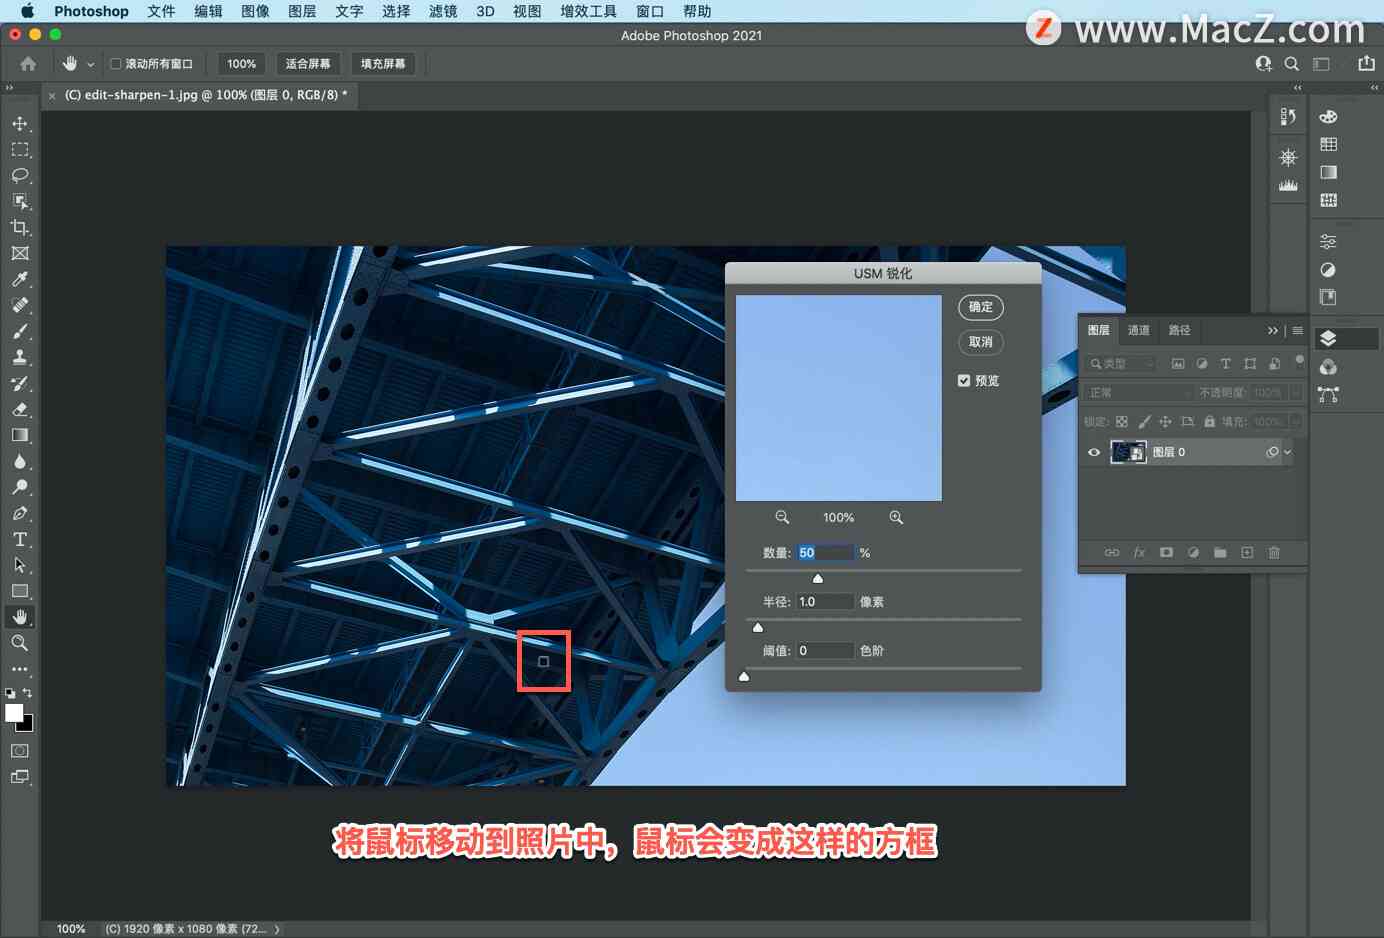 Photoshop 文件 编辑 图像 图层 文字 选择 滤镜 3D 视图 增效工具 窗口 帮助
Adobe Photoshop 2021
www.MacZ.com
滚动所有窗口 100% 适合屏幕 填充屏幕
(C) edit-sharpen-1.jpg @ 100% (图层 0, RGB/8) *
USM 锐化
确定
取消
预览
100%
数量: 50 %
半径: 1.0 像素
阈值: 0 色阶
图层 通道 路径
类型
正常 不透明度: 100%
锁定: 填充: 100%
图层 0
fx
将鼠标移动到照片中，鼠标会变成这样的方框
100% (C) 1920 像素 x 1080 像素 (72...